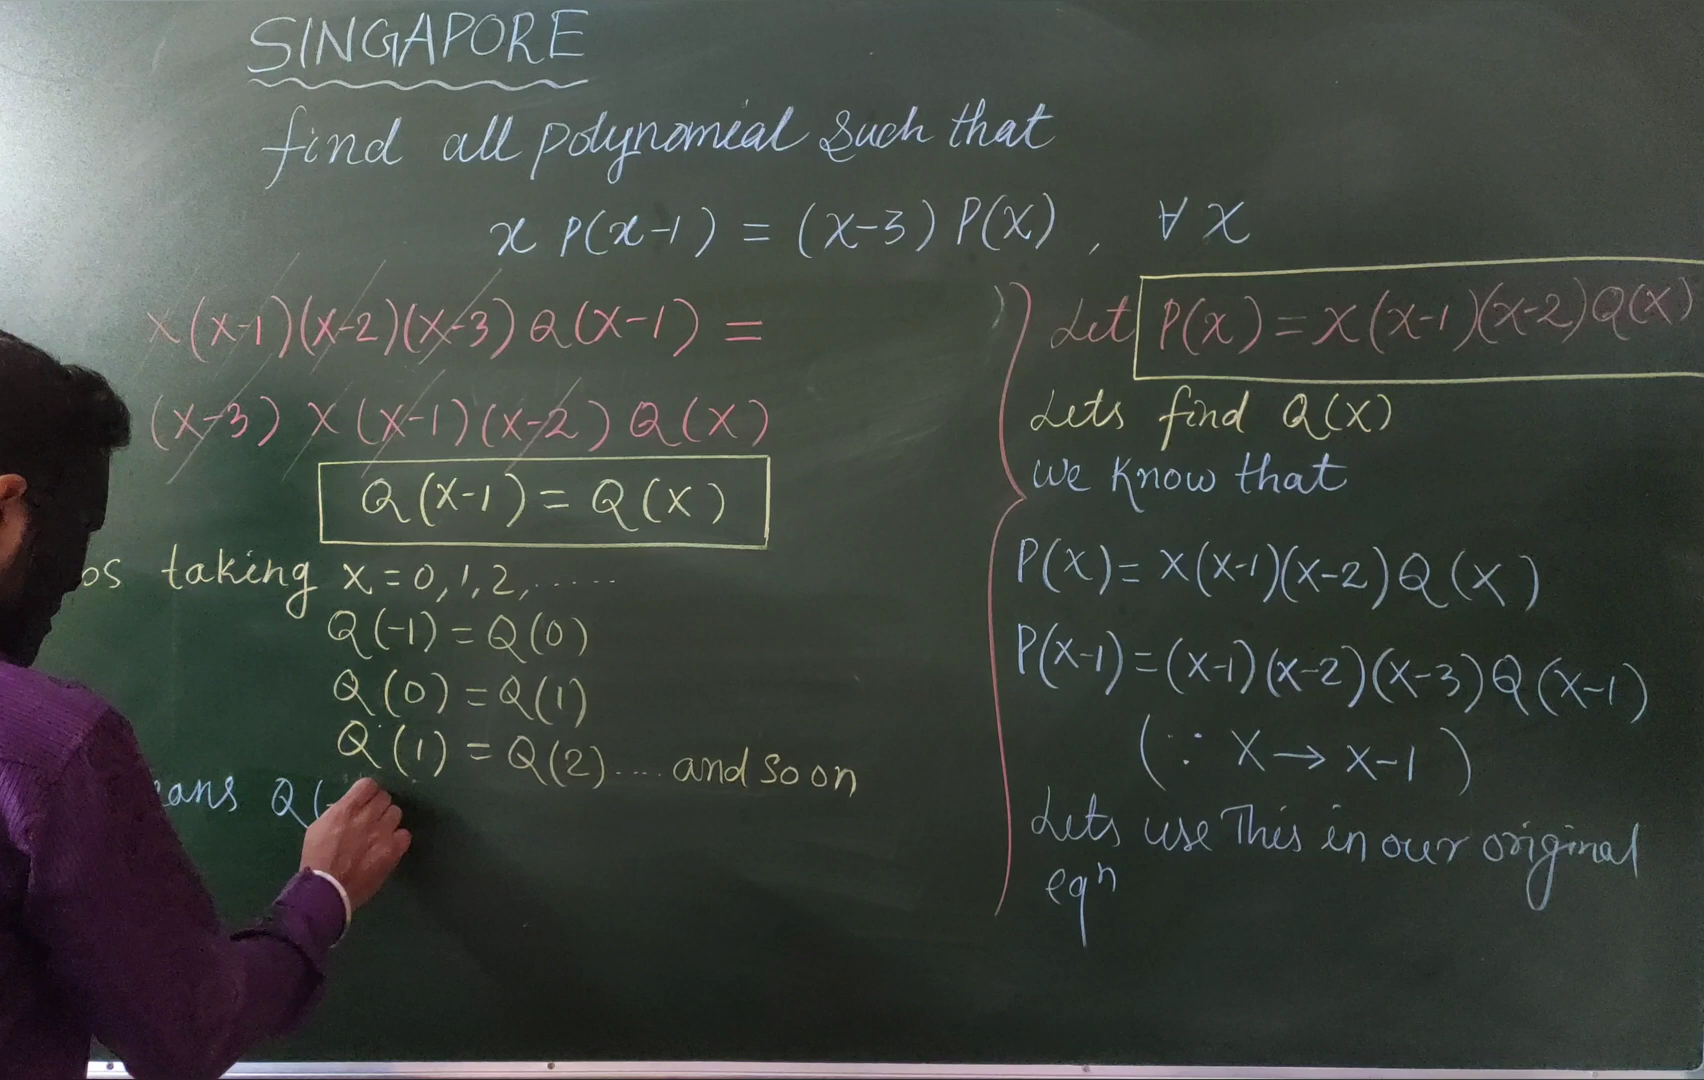 SINGAPORE
find all polynomial such that
x P(x-1) = (x-3) P(x) , ∀ x
x(x-1)(x-2)(x-3) Q(x-1) =
(x-3) x (x-1)(x-2) Q(x)
Q(x-1) = Q(x)
taking x = 0,1,2,......
Q(-1) = Q(0)
Q(0) = Q(1)
Q(1) = Q(2).... and so on
Q(
Let P(x) = x(x-1)(x-2)Q(x)
Lets find Q(x)
we know that
P(x) = x(x-1)(x-2) Q(x)
P(x-1) = (x-1)(x-2)(x-3) Q(x-1)
(∵ x → x-1 )
Lets use This in our original
eqn